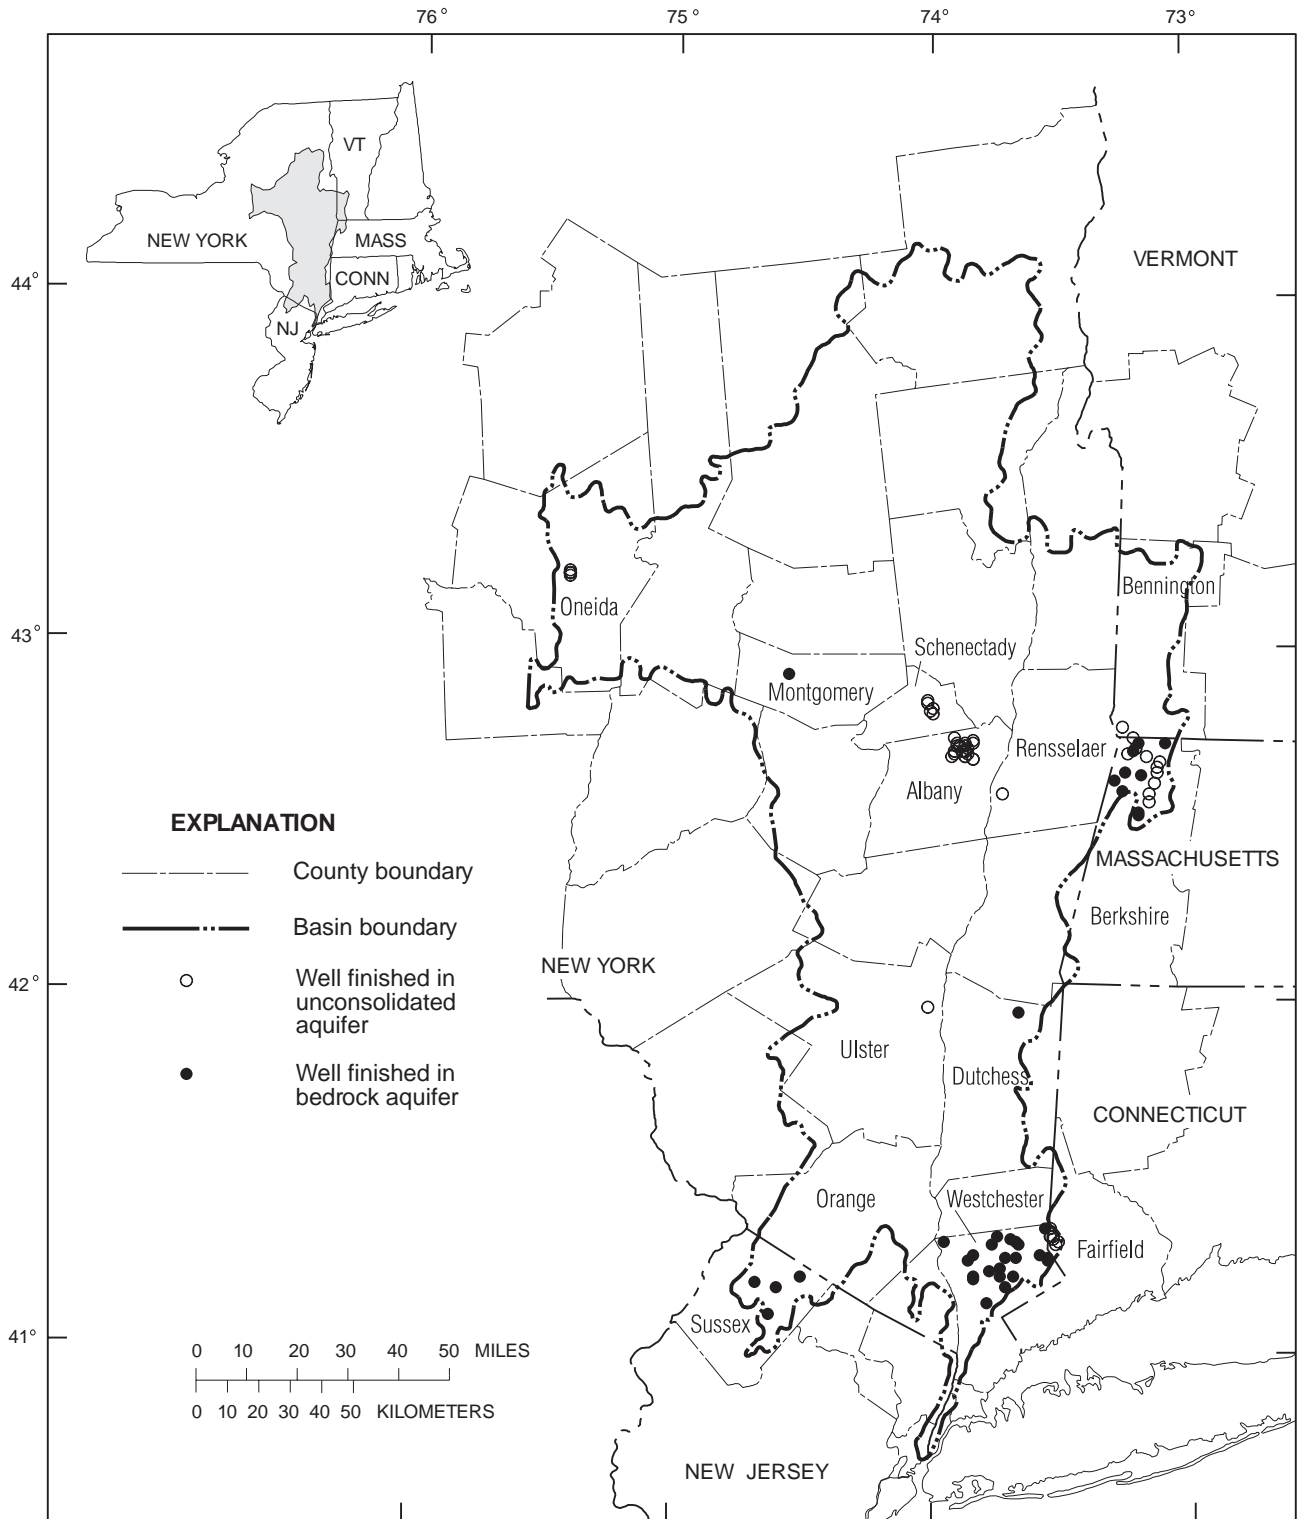 76° 75° 74° 73°
VT
NEW YORK MASS
CONN
NJ
44°
VERMONT
Bennington
Oneida
43°
Schenectady
Montgomery
Rensselaer
Albany
EXPLANATION
County boundary
Basin boundary
Well finished in
unconsolidated
aquifer
Well finished in
bedrock aquifer
MASSACHUSETTS
Berkshire
NEW YORK
42°
Ulster
Dutchess
CONNECTICUT
Orange
Westchester
Fairfield
Sussex
41°
0 10 20 30 40 50 MILES
0 10 20 30 40 50 KILOMETERS
NEW JERSEY